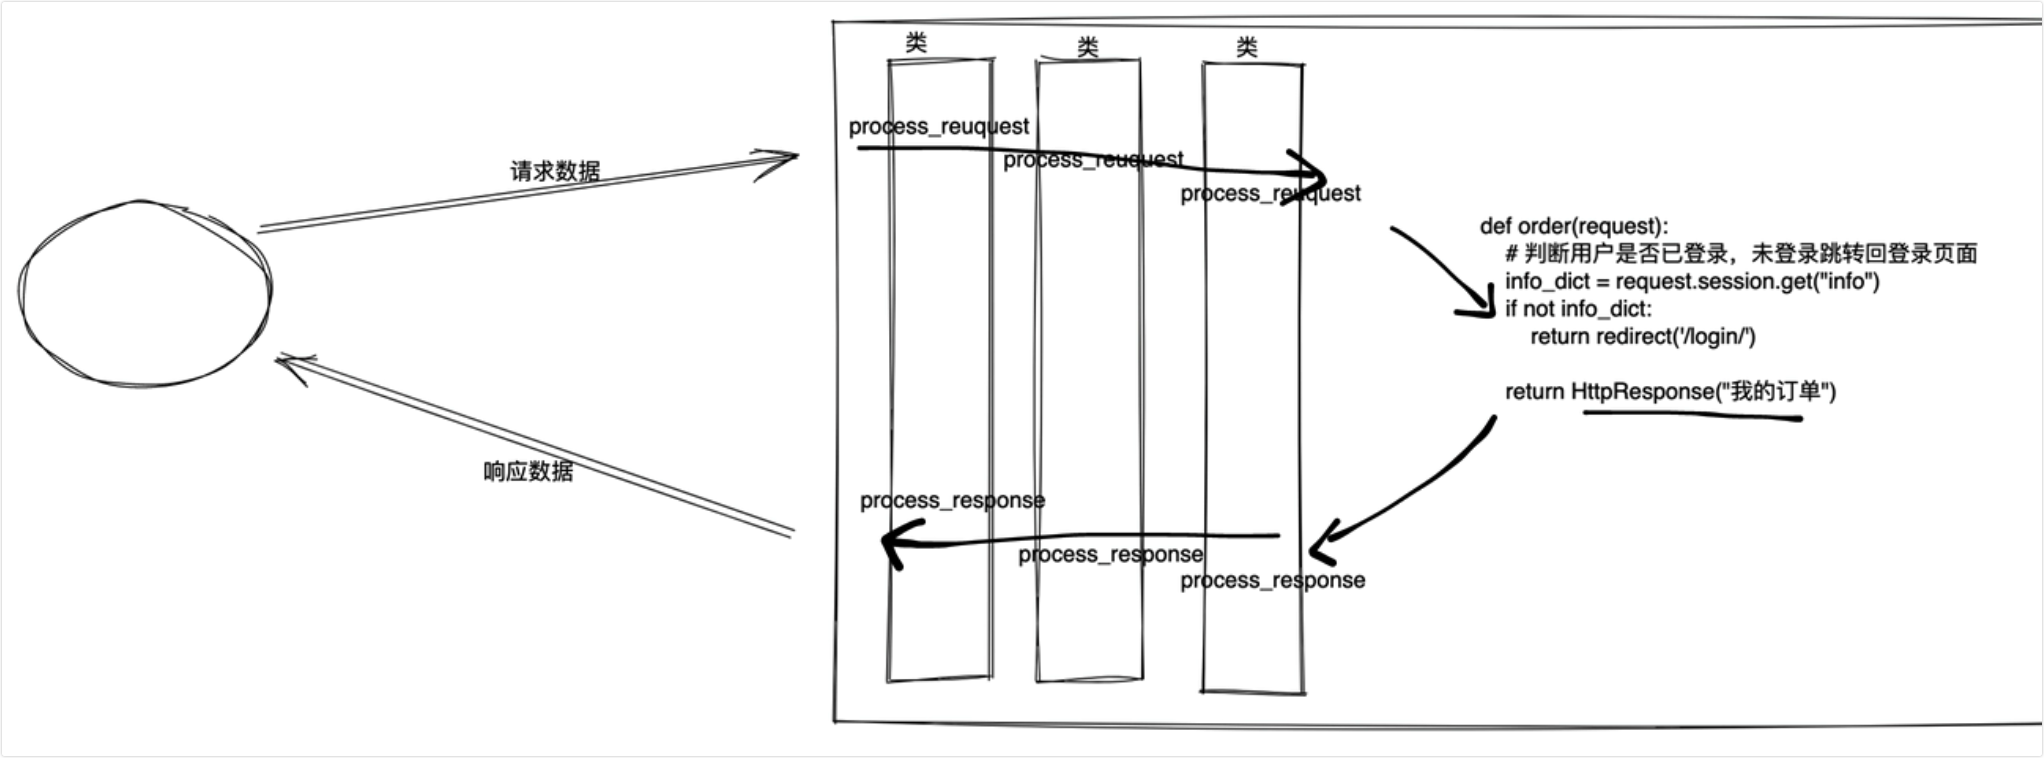 类
类
类
process_reuquest
process_reuquest
process_reuquest
请求数据
def order(request):
# 判断用户是否已登录，未登录跳转回登录页面
info_dict = request.session.get("info")
if not info_dict:
return redirect('/login/')
return HttpResponse("我的订单")
响应数据
process_response
process_response
process_response